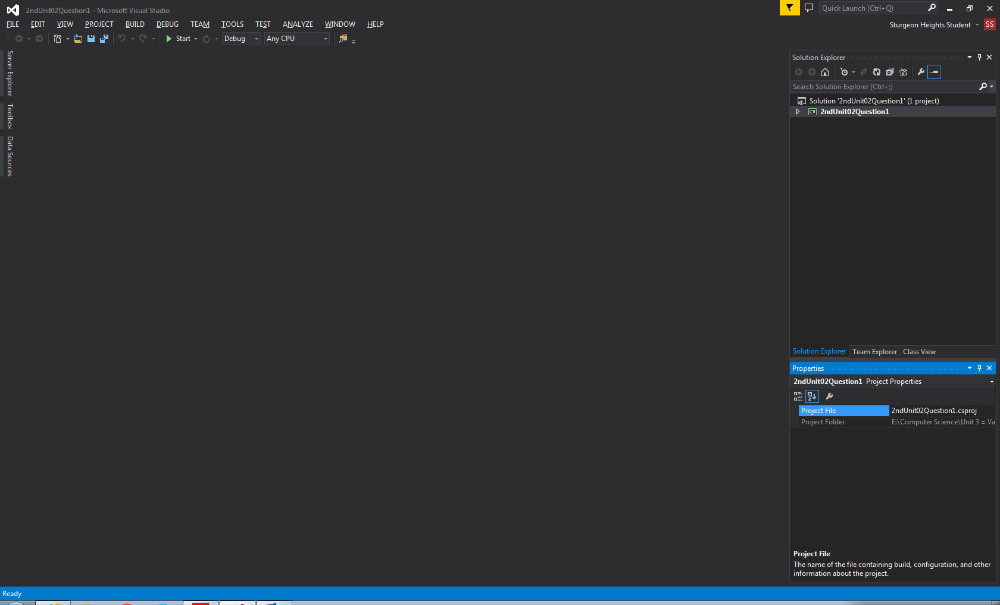 2ndUnit02Question1 - Microsoft Visual Studio
Quick Launch (Ctrl+Q)
FILE EDIT VIEW PROJECT BUILD DEBUG TEAM TOOLS TEST ANALYZE WINDOW HELP
Sturgeon Heights Student SS
Start Debug Any CPU
Server Explorer
Toolbox
Data Sources
Solution Explorer
Search Solution Explorer (Ctrl+;)
Solution '2ndUnit02Question1' (1 project)
C# 2ndUnit02Question1
Solution Explorer Team Explorer Class View
Properties
2ndUnit02Question1 Project Properties
Project File 2ndUnit02Question1.csproj
Project Folder E:\Computer Science\Unit 3 = Va
Project File
The name of the file containing build, configuration, and other
information about the project.
Ready